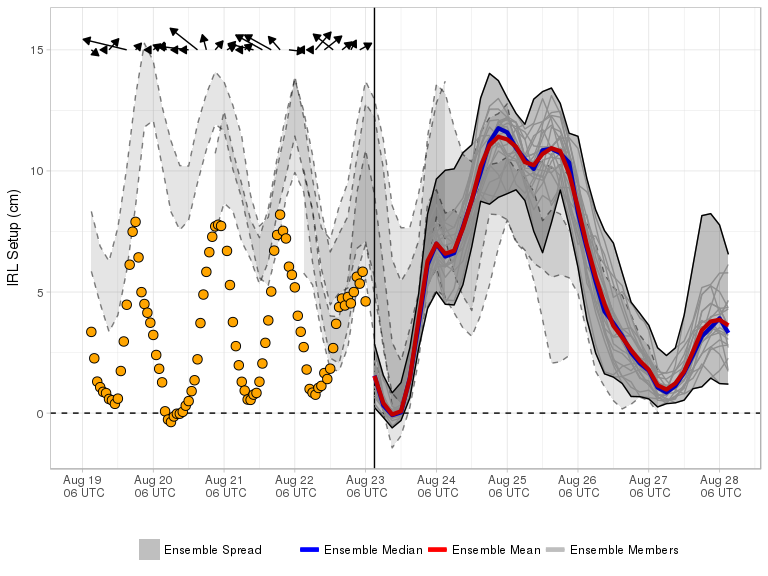 15
10
5
0
IRL Setup (cm)
Aug 19 Aug 20 Aug 21 Aug 22 Aug 23 Aug 24 Aug 25 Aug 26 Aug 27 Aug 28
06 UTC 06 UTC 06 UTC 06 UTC 06 UTC 06 UTC 06 UTC 06 UTC 06 UTC 06 UTC
Ensemble Spread Ensemble Median Ensemble Mean Ensemble Members